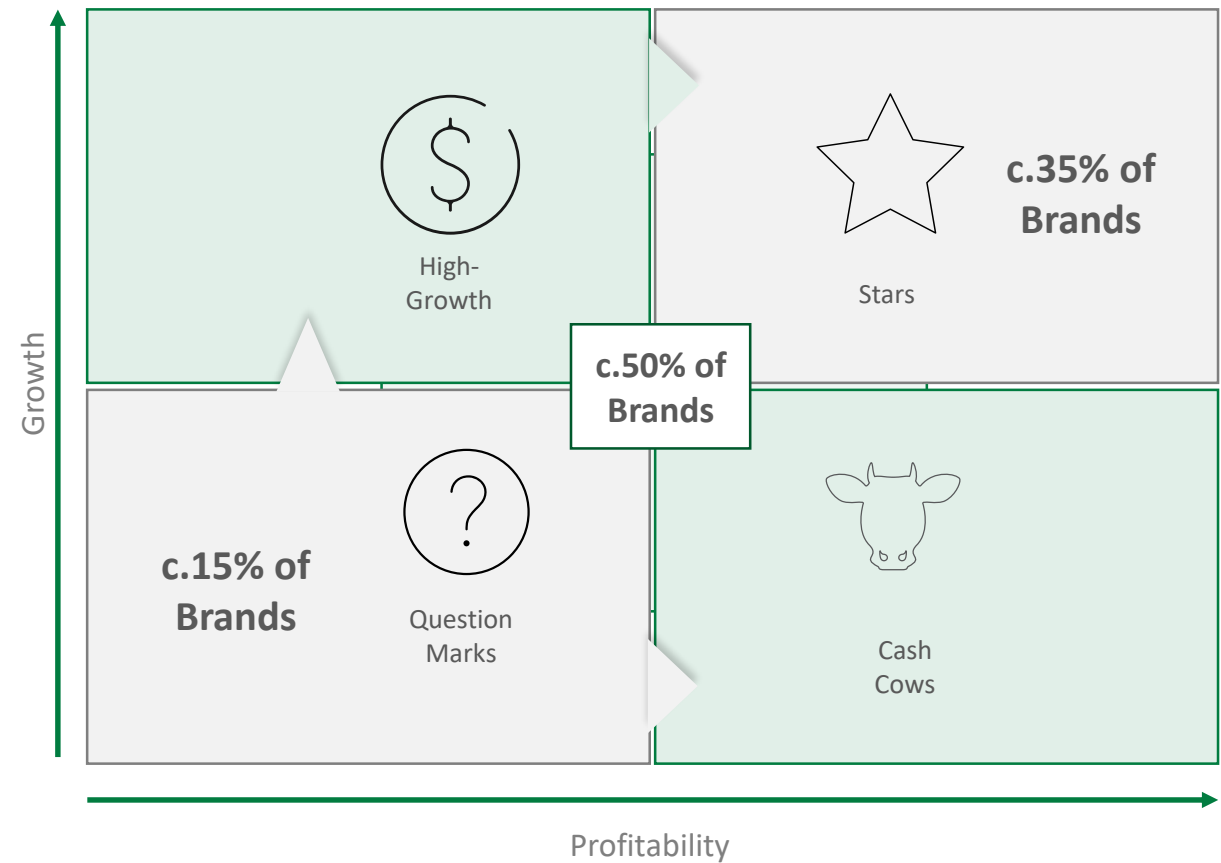 Growth
$
High-
Growth
Stars
c.35% of
Brands
c.50% of
Brands
c.15% of
Brands
?
Question
Marks
Cash
Cows
Profitability